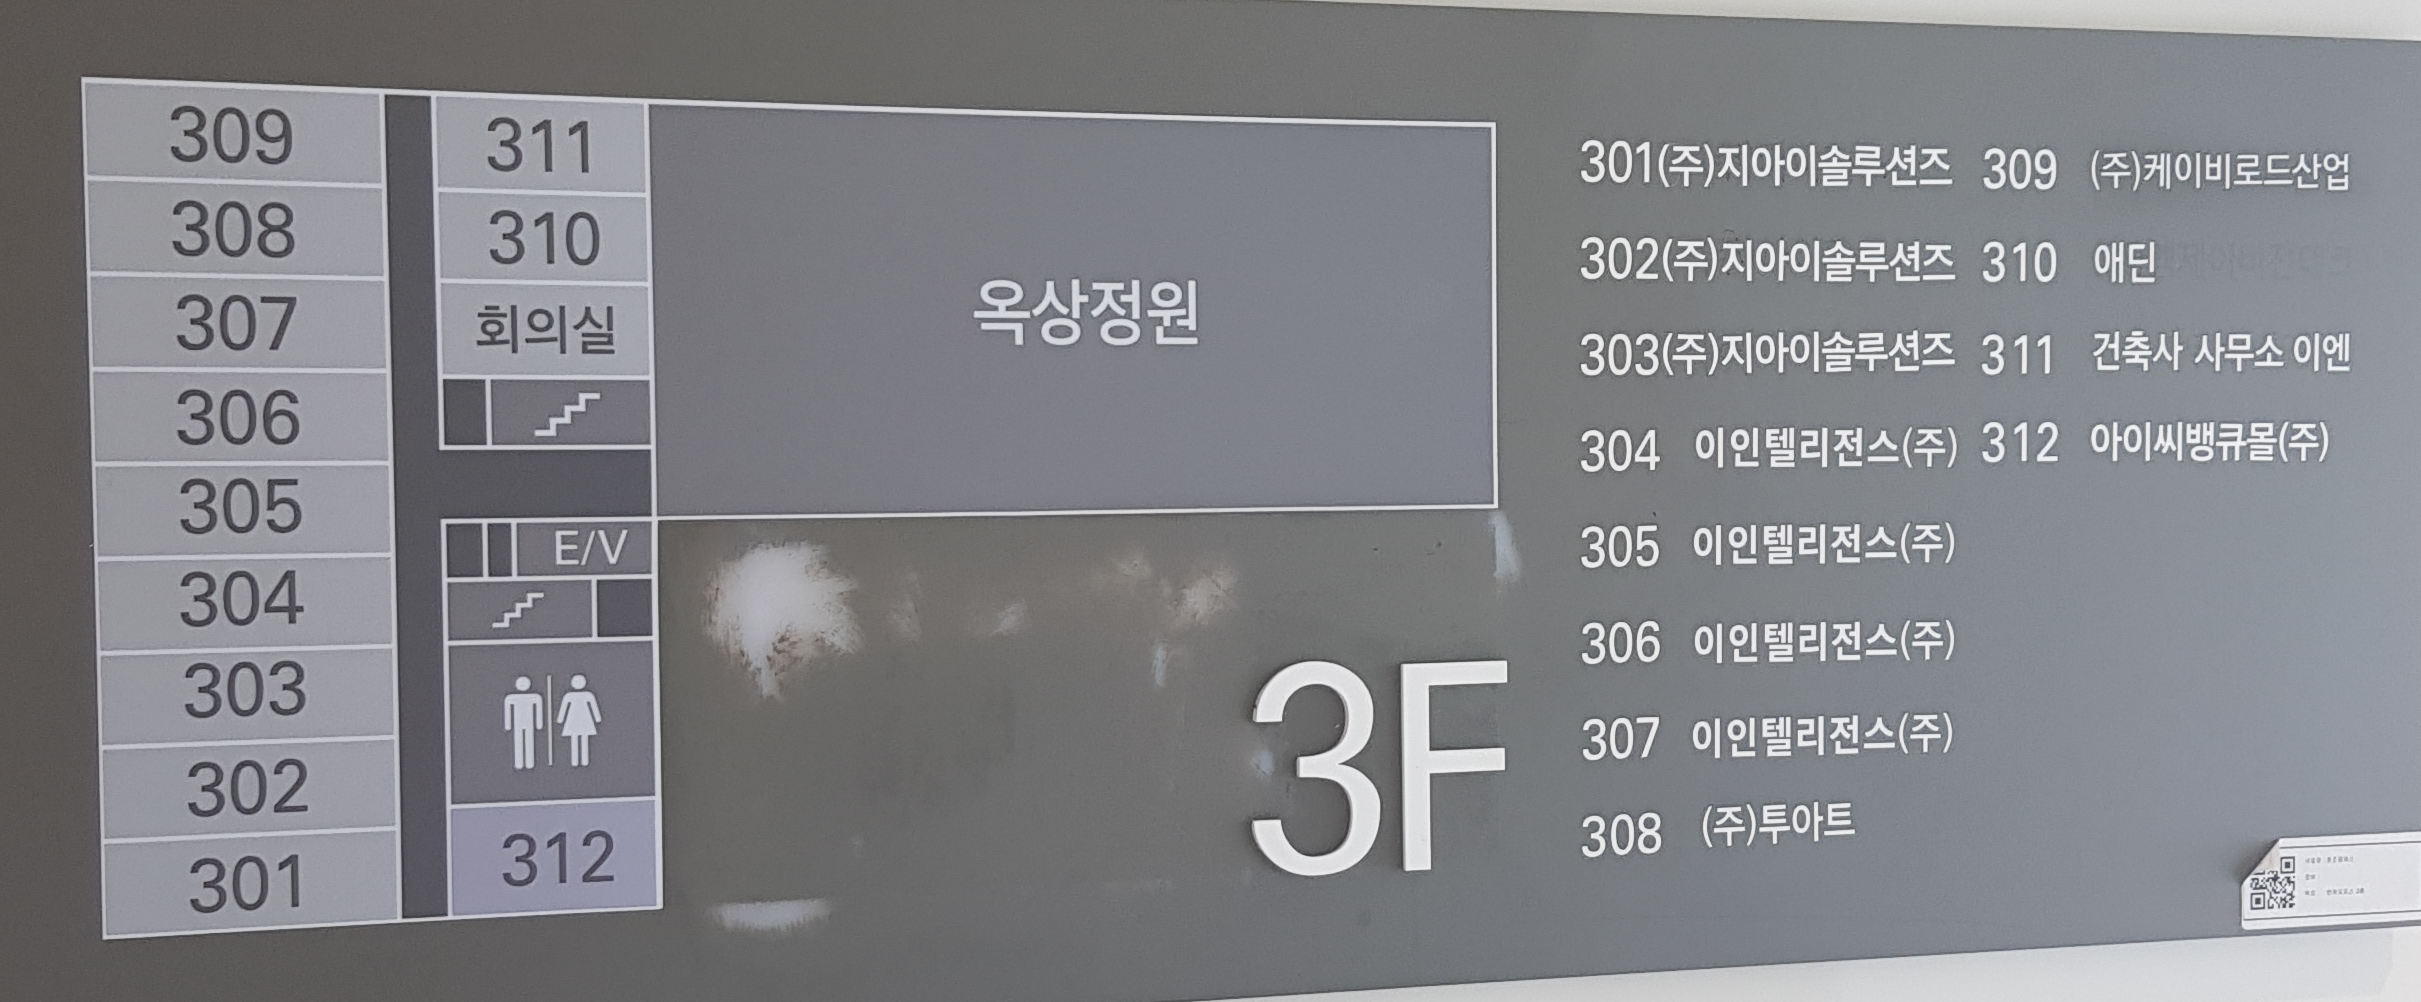 309
308
307
306
305
304
303
302
301
311
310
회의실
E/V
312
옥상정원
3F
301(주)지아이솔루션즈
302(주)지아이솔루션즈
303(주)지아이솔루션즈
304 이인텔리전스(주)
305 이인텔리전스(주)
306 이인텔리전스(주)
307 이인텔리전스(주)
308 (주)투아트
309 (주)케이비로드산업
310 애딘
311 건축사 사무소 이엔
312 아이씨뱅큐몰(주)